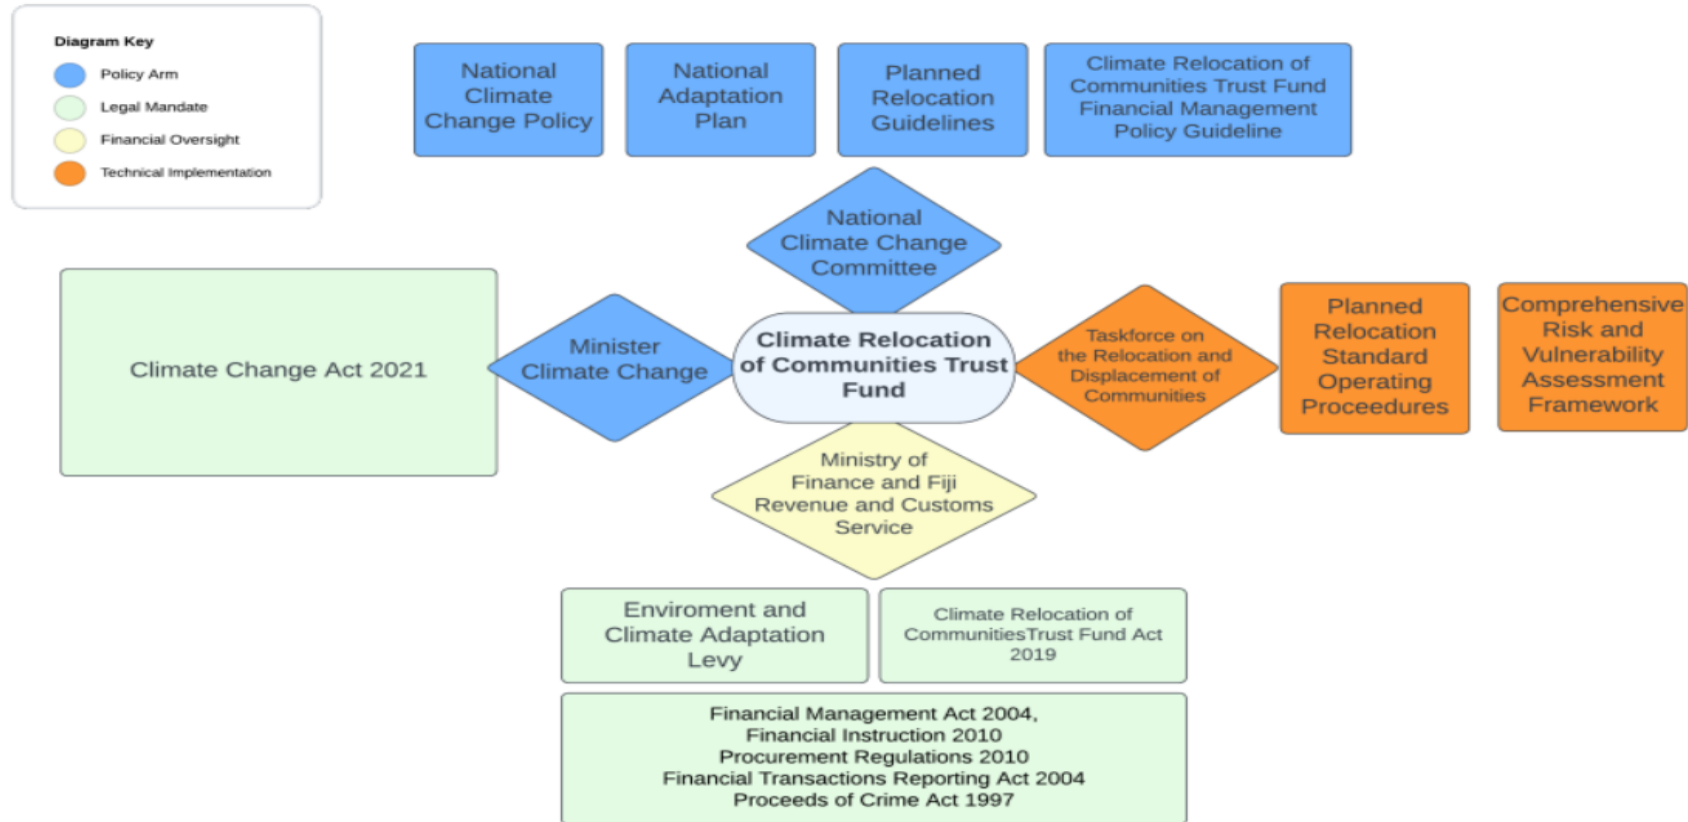 Diagram Key
Policy Arm
Legal Mandate
Financial Oversight
Technical Implementation
National
Climate
Change Policy
National
Adaptation
Plan
Planned
Relocation
Guidelines
Climate Relocation of
Communities Trust Fund
Financial Management
Policy Guideline
National
Climate Change
Committee
Climate Change Act 2021
Minister
Climate Change
Climate Relocation
of Communities Trust
Fund
Taskforce on
the Relocation and
Displacement of
Communities
Planned
Relocation
Standard
Operating
Proceedures
Comprehensive
Risk and
Vulnerability
Assessment
Framework
Ministry of
Finance and Fiji
Revenue and Customs
Service
Enviroment and
Climate Adaptation
Levy
Climate Relocation of
CommunitiesTrust Fund Act
2019
Financial Management Act 2004,
Financial Instruction 2010
Procurement Regulations 2010
Financial Transactions Reporting Act 2004
Proceeds of Crime Act 1997